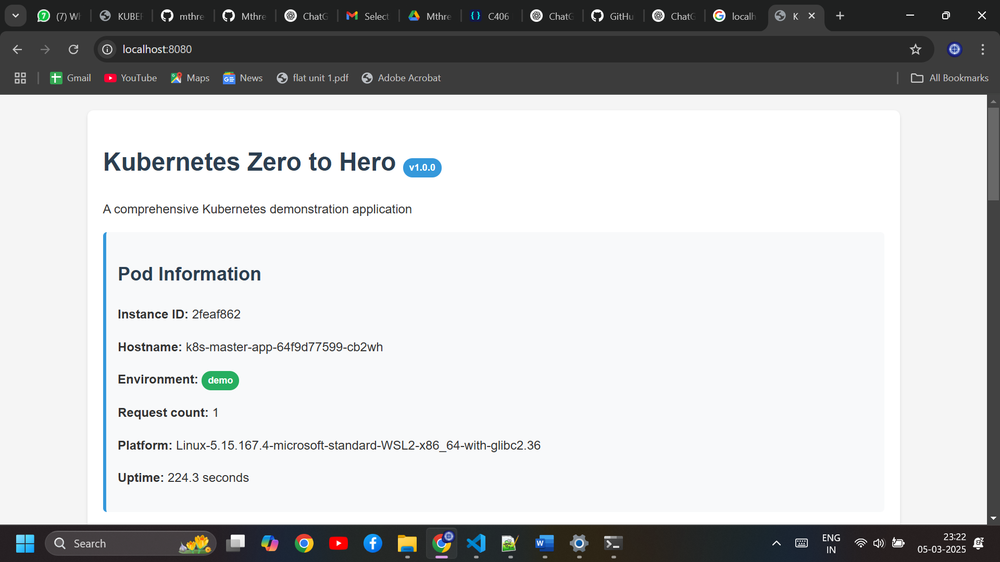 (7) Wh
KUBER
mthre
Mthre
ChatG
Select
Mthre
C406
ChatG
GitHu
ChatG
localh
K
localhost:8080
Gmail
YouTube
Maps
News
flat unit 1.pdf
Adobe Acrobat
All Bookmarks
Kubernetes Zero to Hero v1.0.0
A comprehensive Kubernetes demonstration application
Pod Information
Instance ID: 2feaf862
Hostname: k8s-master-app-64f9d77599-cb2wh
Environment: demo
Request count: 1
Platform: Linux-5.15.167.4-microsoft-standard-WSL2-x86_64-with-glibc2.36
Uptime: 224.3 seconds
Search
ENG
IN
23:22
05-03-2025